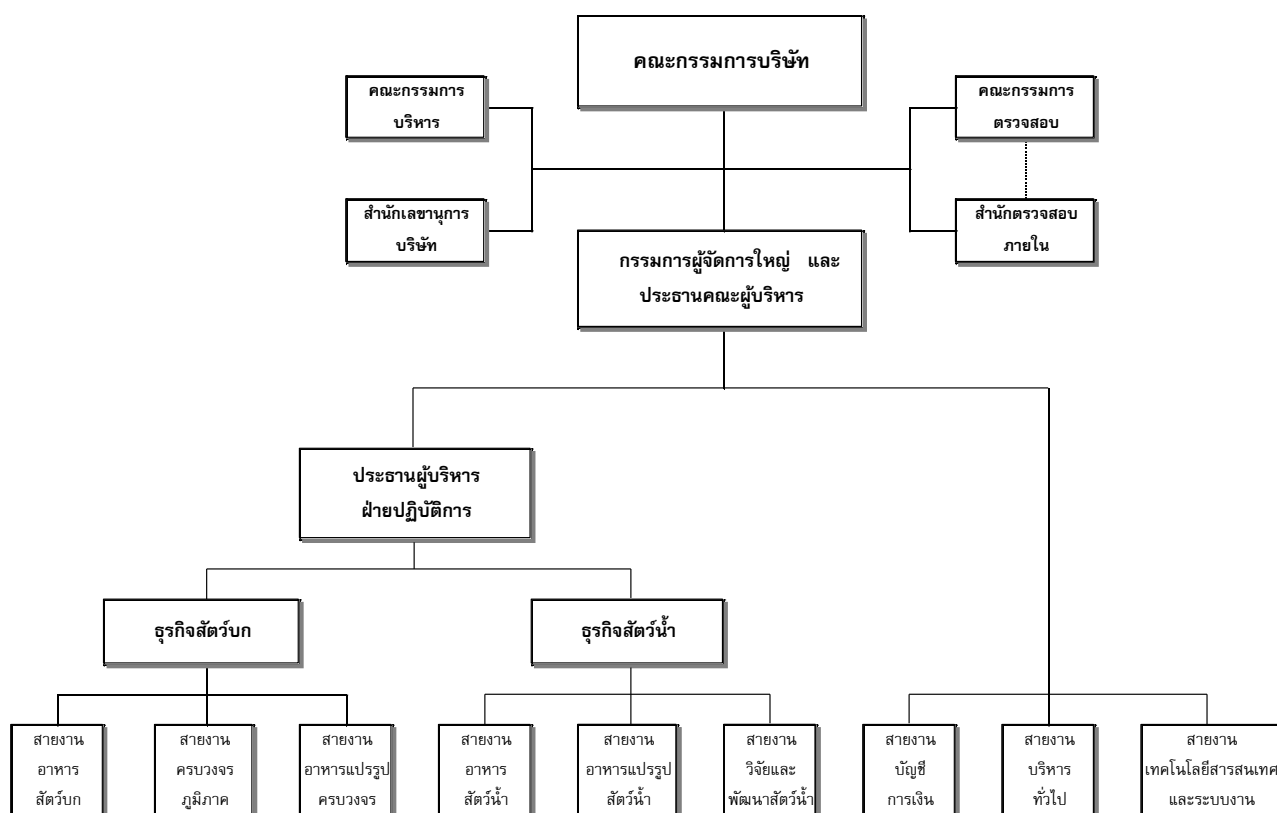 คณะกรรมการบริษัท
คณะกรรมการ
บริหาร
คณะกรรมการ
ตรวจสอบ
สำนักเลขานุการ
บริษัท
สำนักตรวจสอบ
ภายใน
กรรมการผู้จัดการใหญ่ และ
ประธานคณะผู้บริหาร
ประธานผู้บริหาร
ฝ่ายปฏิบัติการ
ธุรกิจสัตว์บก
ธุรกิจสัตว์น้ำ
สายงาน
อาหาร
สัตว์บก
สายงาน
ครบวงจร
ภูมิภาค
สายงาน
อาหารแปรรูป
ครบวงจร
สายงาน
อาหาร
สัตว์น้ำ
สายงาน
อาหารแปรรูป
สัตว์น้ำ
สายงาน
วิจัยและ
พัฒนาสัตว์น้ำ
สายงาน
บัญชี
การเงิน
สายงาน
บริหาร
ทั่วไป
สายงาน
เทคโนโลยีสารสนเทศ
และระบบงาน